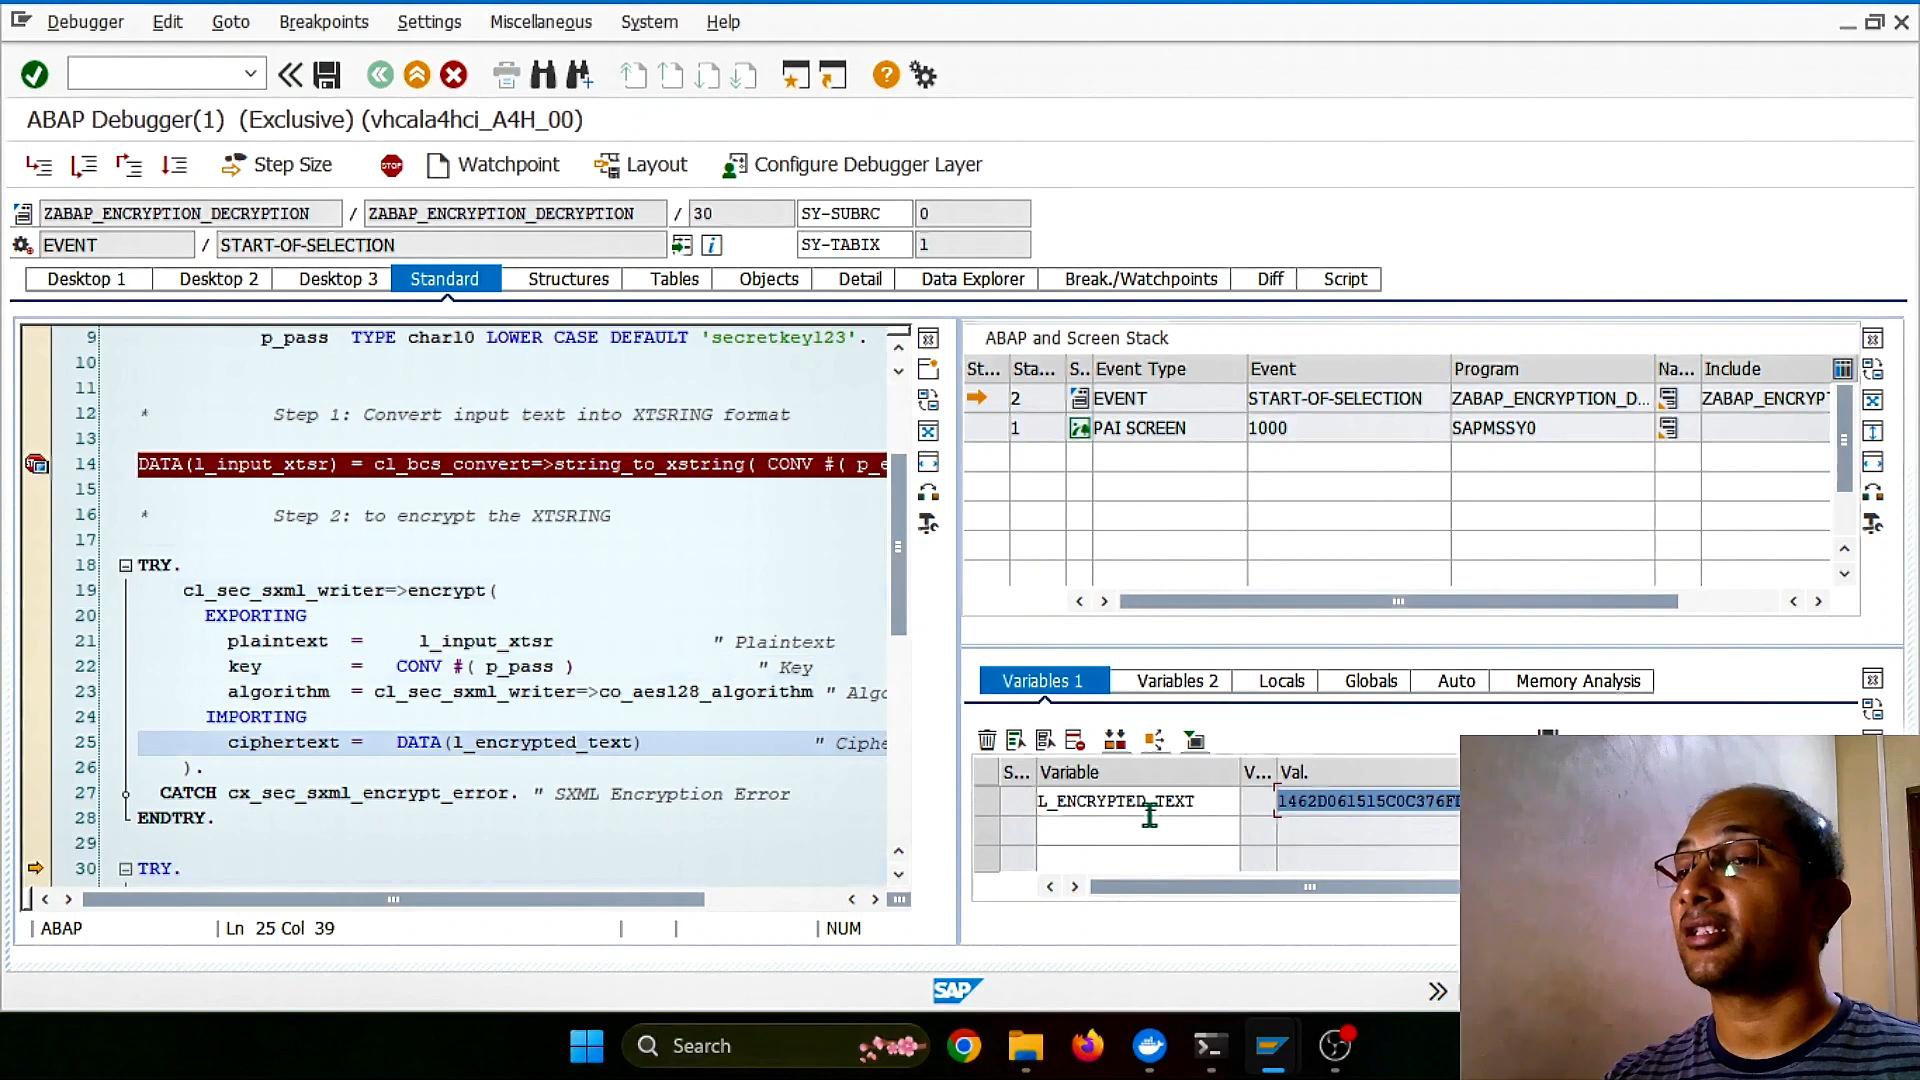 Debugger Edit Goto Breakpoints Settings Miscellaneous System Help
ABAP Debugger(1) (Exclusive) (vhcala4hci_A4H_00)
Step Size STOP Watchpoint Layout Configure Debugger Layer
ZABAP_ENCRYPTION_DECRYPTION / ZABAP_ENCRYPTION_DECRYPTION / 30 SY-SUBRC 0
EVENT / START-OF-SELECTION SY-TABIX 1
Desktop 1 Desktop 2 Desktop 3 Standard Structures Tables Objects Detail Data Explorer Break./Watchpoints Diff Script
9 p_pass TYPE char10 LOWER CASE DEFAULT 'secretkey123'.
10
11
12 * Step 1: Convert input text into XTSRING format
13
14 DATA(l_input_xtsr) = cl_bcs_convert=>string_to_xstring( CONV #( p_e
15
16 * Step 2: to encrypt the XTSRING
17
18 TRY.
19 cl_sec_sxml_writer=>encrypt(
20 EXPORTING
21 plaintext = l_input_xtsr " Plaintext
22 key = CONV #( p_pass ) " Key
23 algorithm = cl_sec_sxml_writer=>co_aes128_algorithm " Algo
24 IMPORTING
25 ciphertext = DATA(l_encrypted_text) " Ciphe
26 ).
27 CATCH cx_sec_sxml_encrypt_error. " SXML Encryption Error
28 ENDTRY.
29
30 TRY.
ABAP Ln 25 Col 39 NUM
ABAP and Screen Stack
St... Sta... S.. Event Type Event Program Na... Include
2 EVENT START-OF-SELECTION ZABAP_ENCRYPTION_D... ZABAP_ENCRYPT
1 PAI SCREEN 1000 SAPMSSY0
Variables 1 Variables 2 Locals Globals Auto Memory Analysis
S... Variable V... Val.
L_ENCRYPTED_TEXT 1462D061515C0C376FD
SAP
Search